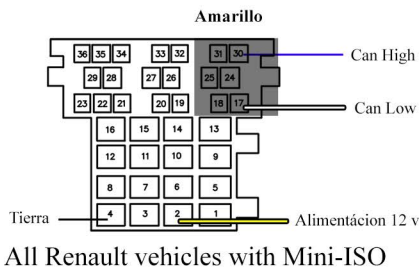 Amarillo
36 35 34 33 32 31 30
Can High
29 28 27 26 25 24
23 22 21 20 19 18 17
Can Low
16 15 14 13
12 11 10 9
8 7 6 5
Tierra
4 3 2 1
Alimentácion 12 v
All Renault vehicles with Mini-ISO